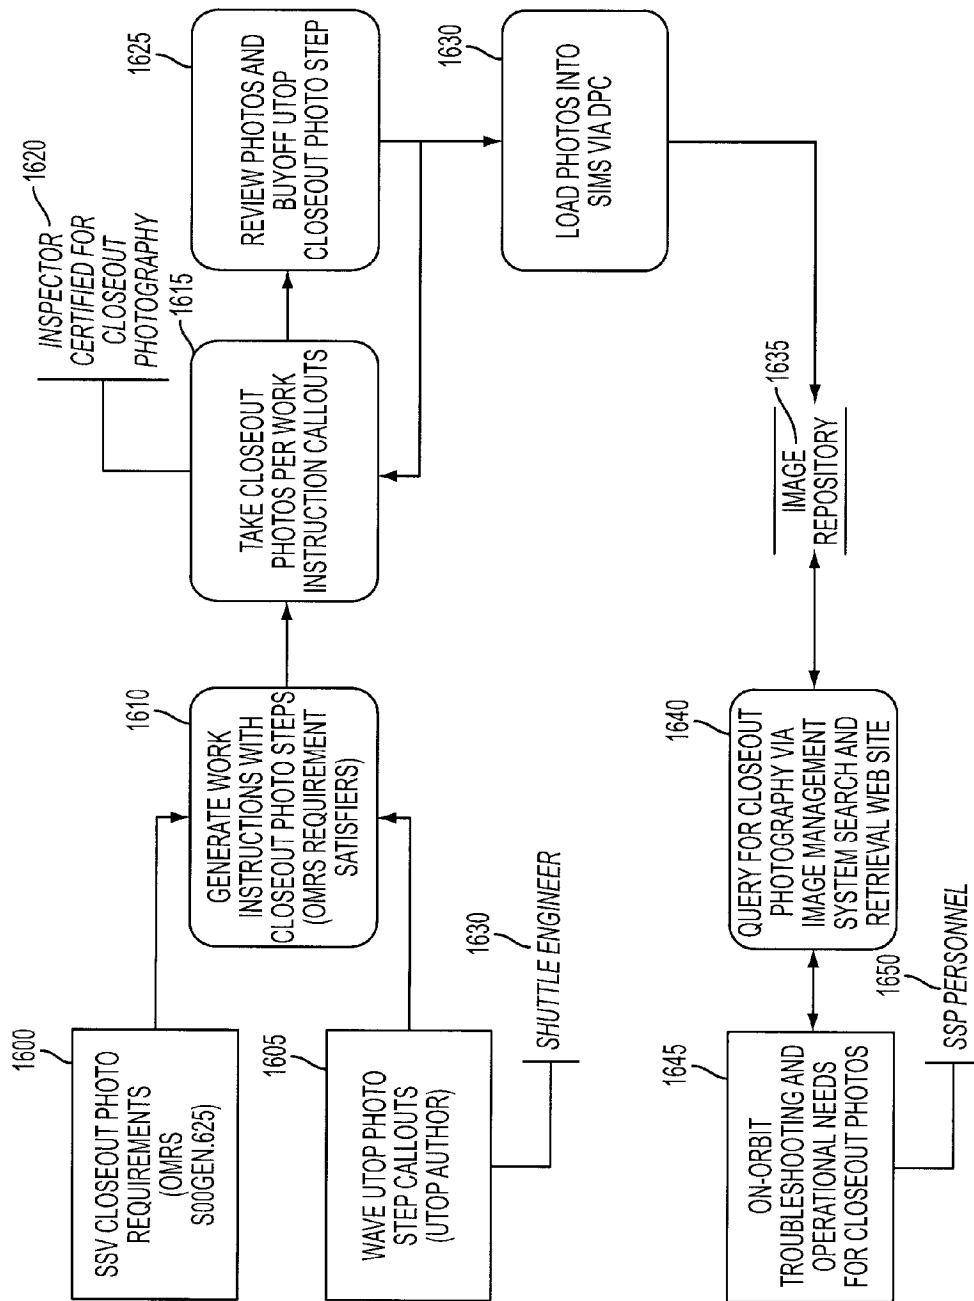 1600
SSV CLOSEOUT PHOTO
REQUIREMENTS
(OMRS
S00GEN.625)
1605
WAVE UTOP PHOTO
STEP CALLOUTS
(UTOP AUTHOR)
1630
SHUTTLE ENGINEER
1610
GENERATE WORK
INSTRUCTIONS WITH
CLOSEOUT PHOTO STEPS
(OMRS REQUIREMENT
SATISFIERS)
INSPECTOR
CERTIFIED FOR
CLOSEOUT
PHOTOGRAPHY
1620
1615
TAKE CLOSEOUT
PHOTOS PER WORK
INSTRUCTION CALLOUTS
1625
REVIEW PHOTOS AND
BUYOFF UTOP
CLOSEOUT PHOTO STEP
1630
LOAD PHOTOS INTO
SIMS VIA DPC
1635
IMAGE
REPOSITORY
1640
QUERY FOR CLOSEOUT
PHOTOGRAPHY VIA
IMAGE MANAGEMENT
SYSTEM SEARCH AND
RETRIEVAL WEB SITE
1645
ON-ORBIT
TROUBLESHOOTING AND
OPERATIONAL NEEDS
FOR CLOSEOUT PHOTOS
1650
SSP PERSONNEL